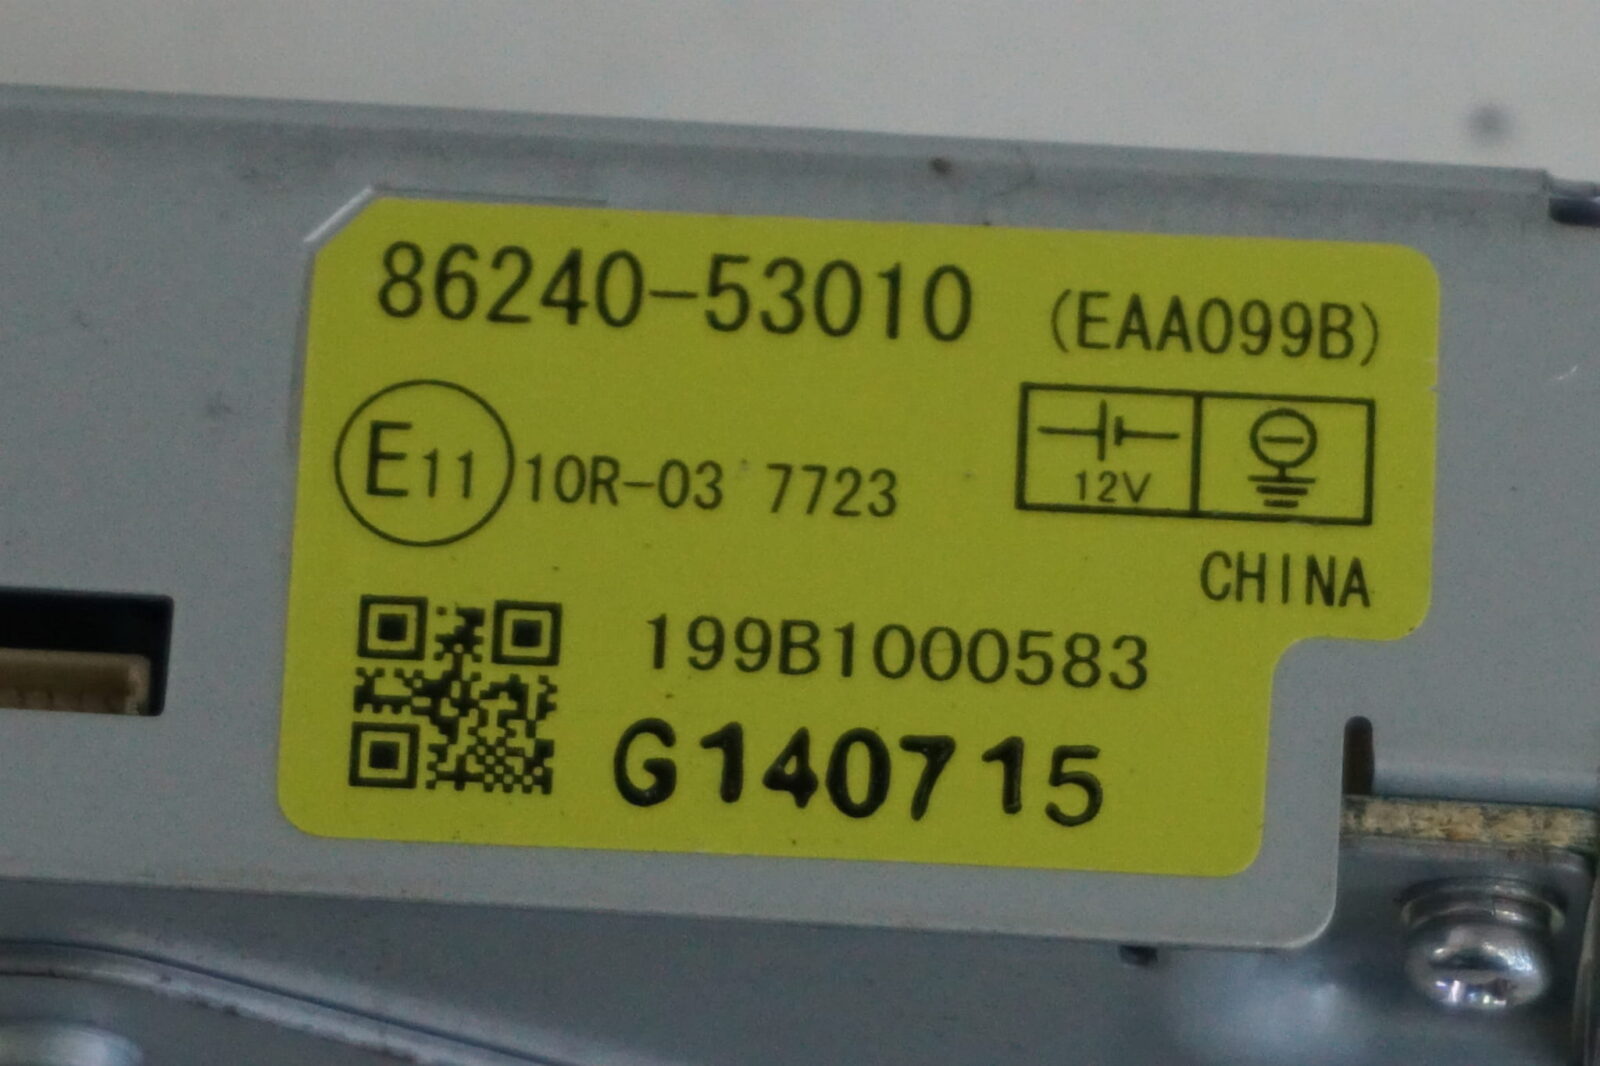 86240-53010 (EAA099B)
E11 10R-03 7723
12V
CHINA
199B1000583
G140715